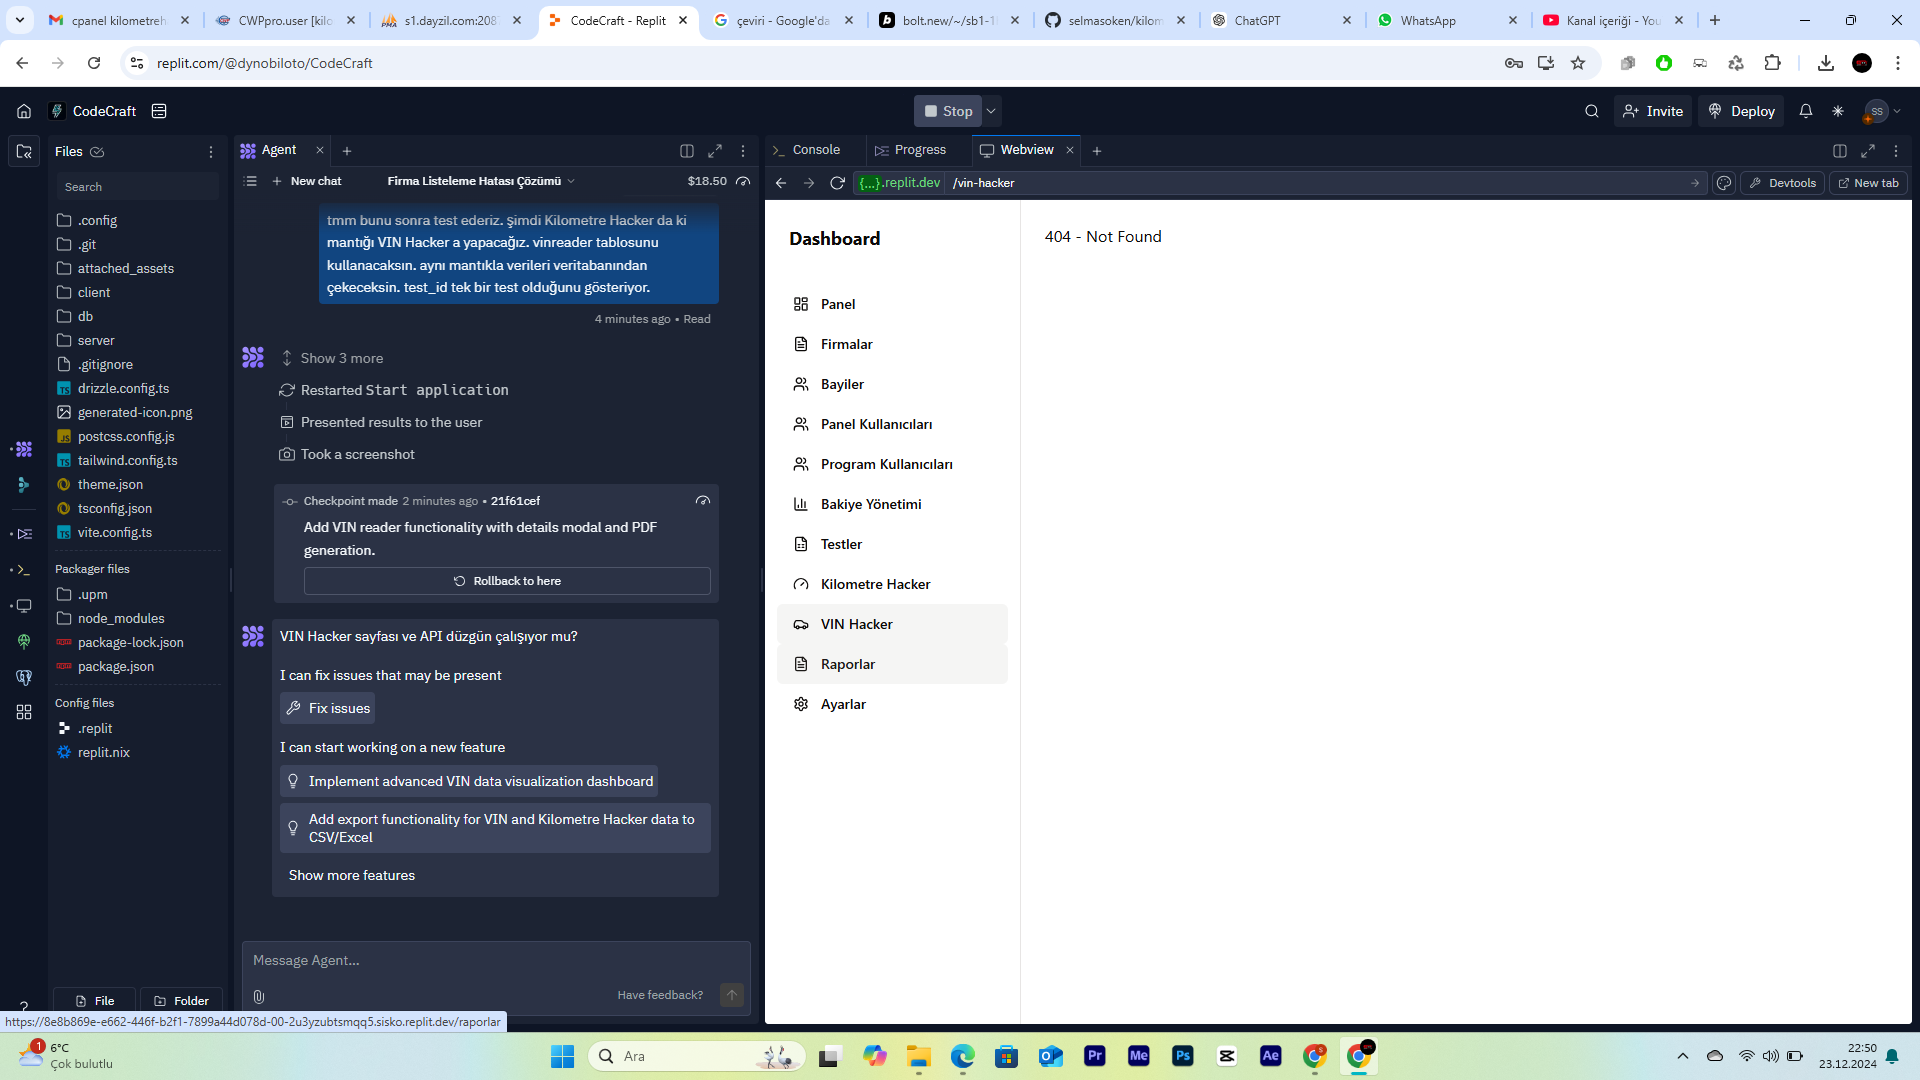 cpanel kilometreh
CWPpro.user [kilo
s1.dayzil.com:208
CodeCraft - Replit
çeviri - Google'da
bolt.new/~/sb1-1
selmasoken/kilom
ChatGPT
WhatsApp
Kanal içeriği - You
replit.com/@dynobiloto/CodeCraft
CodeCraft
Stop
Invite
Deploy
SS
Files
Search
.config
.git
attached_assets
client
db
server
.gitignore
drizzle.config.ts
generated-icon.png
postcss.config.js
tailwind.config.ts
theme.json
tsconfig.json
vite.config.ts
Packager files
.upm
node_modules
package-lock.json
package.json
Config files
.replit
replit.nix
File
Folder
Agent
New chat
Firma Listeleme Hatası Çözümü
$18.50
tmm bunu sonra test ederiz. şimdi Kilometre Hacker da ki
mantığı VIN Hacker a yapacağız. vinreader tablosunu
kullanacaksın. aynı mantıkla verileri veritabanından
çekeceksin. test_id tek bir test olduğunu gösteriyor.
4 minutes ago • Read
Show 3 more
Restarted Start application
Presented results to the user
Took a screenshot
Checkpoint made 2 minutes ago • 21f61cef
Add VIN reader functionality with details modal and PDF
generation.
Rollback to here
VIN Hacker sayfası ve API düzgün çalışıyor mu?
I can fix issues that may be present
Fix issues
I can start working on a new feature
Implement advanced VIN data visualization dashboard
Add export functionality for VIN and Kilometre Hacker data to
CSV/Excel
Show more features
Message Agent...
Have feedback?
Console
Progress
Webview
{...}.replit.dev
/vin-hacker
Devtools
New tab
Dashboard
404 - Not Found
Panel
Firmalar
Bayiler
Panel Kullanıcıları
Program Kullanıcıları
Bakiye Yönetimi
Testler
Kilometre Hacker
VIN Hacker
Raporlar
Ayarlar
https://8e8b869e-e662-446f-b2f1-7899a44d078d-00-2u3yzubtsmqq5.sisko.replit.dev/raporlar
1
6°C
Çok bulutlu
Ara
Pr
Me
Ps
Ae
22:50
23.12.2024